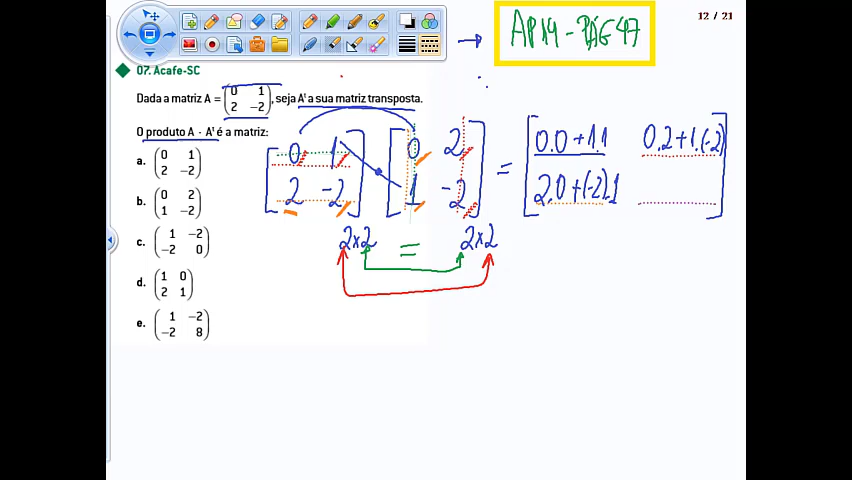 12 / 21
AP 14 - PÁG 47
07. Acafe-SC
Dada a matriz A = (0 1
2 -2), seja Aᵗ a sua matriz transposta.
O produto A · Aᵗ é a matriz:
a. (0 1
2 -2)
b. (0 2
1 -2)
c. (1 -2
-2 0)
d. (1 0
2 1)
e. (1 -2
-2 8)
[0 1] [0 2] = [0.0+1.1 0.2+1.(-2)]
[2 -2] [1 -2] [2.0+(-2).1]
2x2 = 2x2